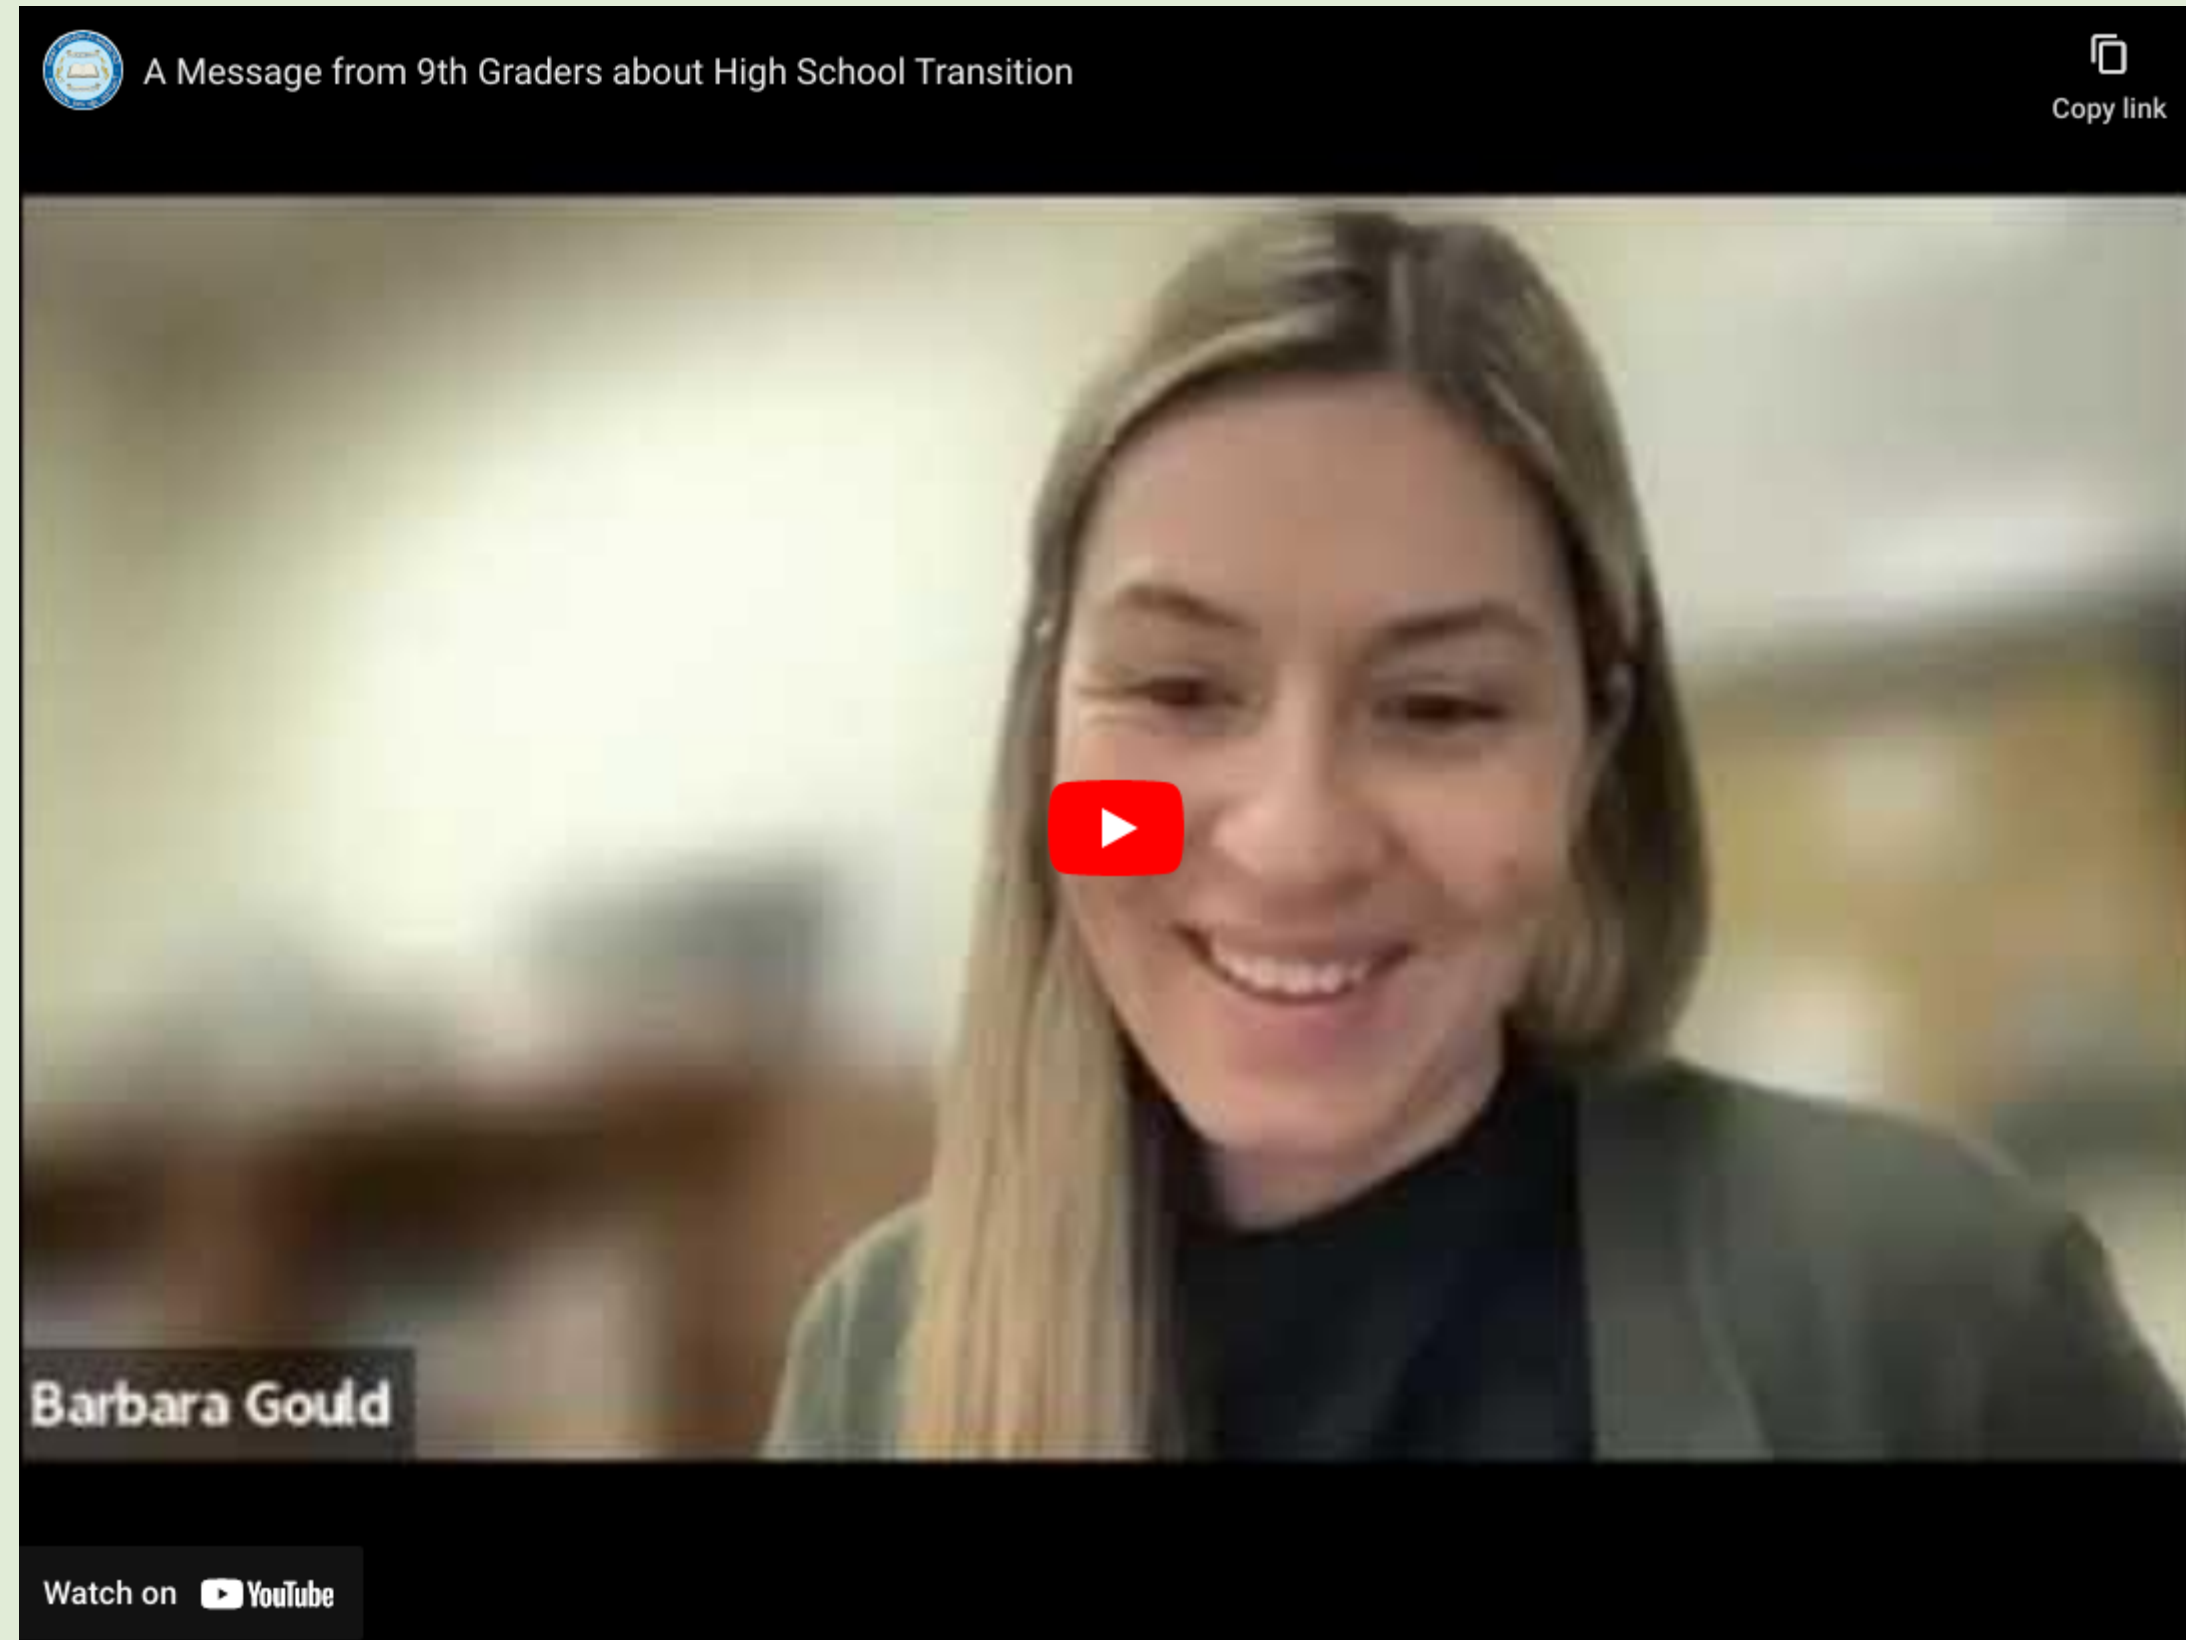 A Message from 9th Graders about High School Transition
Copy link
Barbara Gould
Watch on YouTube